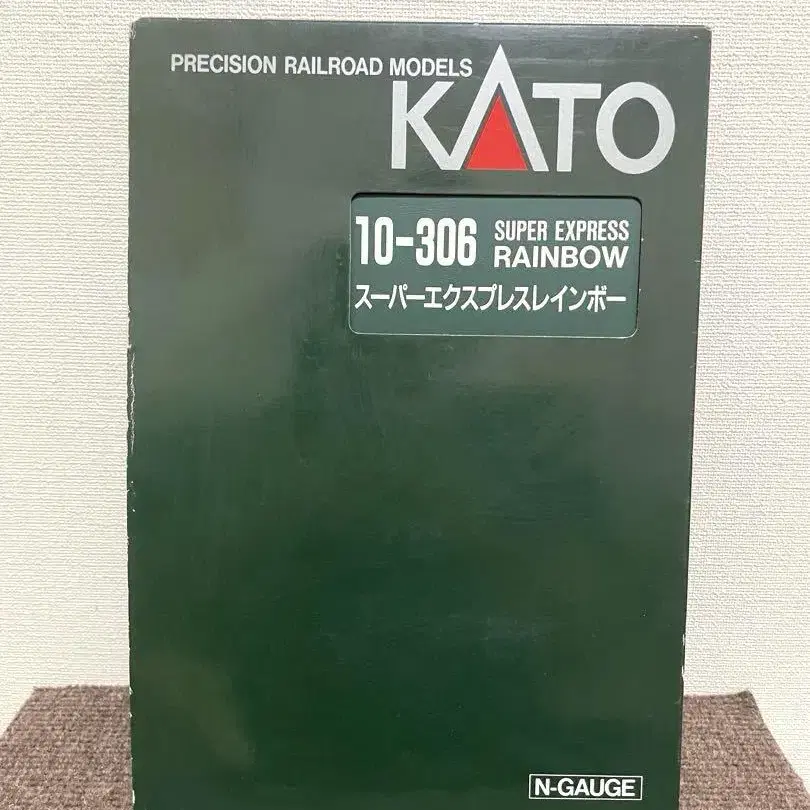 PRECISION RAILROAD MODELS
KATO
10-306 SUPER EXPRESS
RAINBOW
スーパーエクスプレスレインボー
N-GAUGE